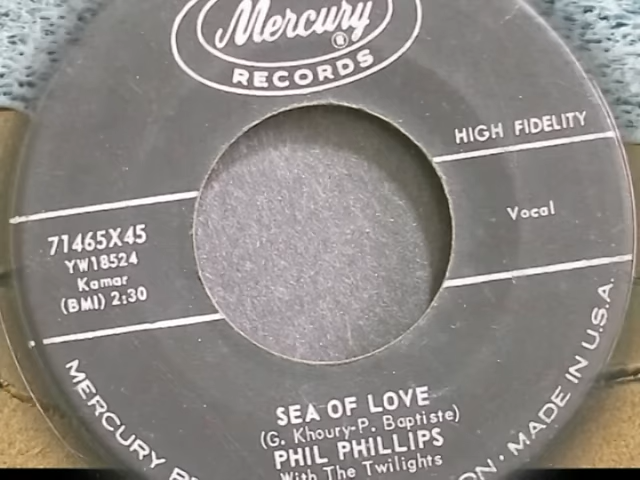 Mercury
®
RECORDS
HIGH FIDELITY
Vocal
71465X45
YW18524
Kamar
(BMI) 2:30
SEA OF LOVE
(G. Khoury-P. Baptiste)
PHIL PHILLIPS
With The Twilights
MERCURY
MADE IN U.S.A.